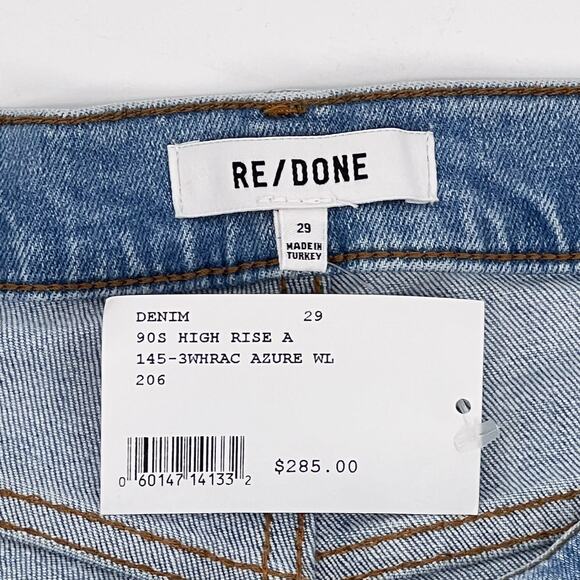 RE/DONE
29
MADE IN
TURKEY
DENIM 29
90S HIGH RISE A
145-3WHRAC AZURE WL
206
$285.00
0 60147 14133 2